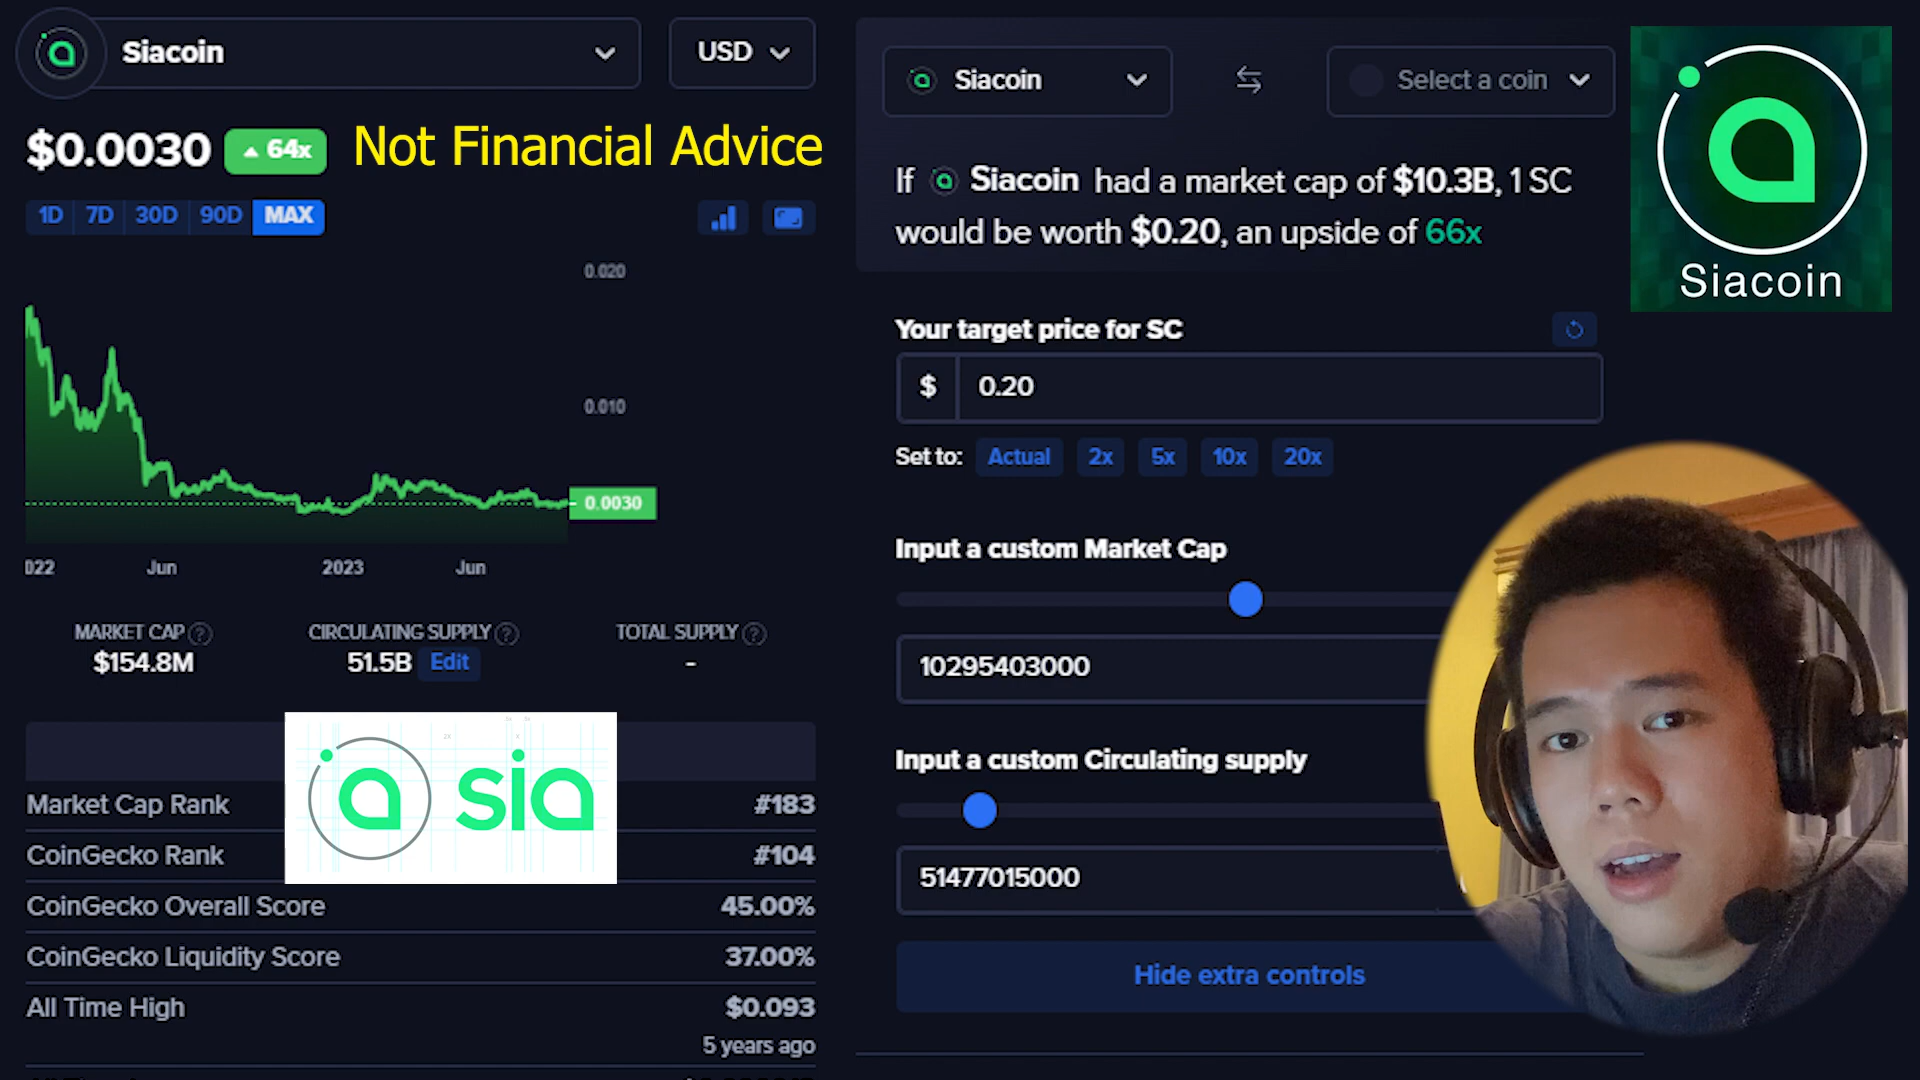 Siacoin
USD
$0.0030
64x
Not Financial Advice
1D 7D 30D 90D MAX
0.020
0.010
0.0030
022 Jun 2023 Jun
MARKET CAP ? CIRCULATING SUPPLY ? TOTAL SUPPLY ?
$154.8M 51.5B Edit -
sia
Market Cap Rank #183
CoinGecko Rank #104
CoinGecko Overall Score 45.00%
CoinGecko Liquidity Score 37.00%
All Time High $0.093
5 years ago
Siacoin
Select a coin
If Siacoin had a market cap of $10.3B, 1 SC
would be worth $0.20, an upside of 66x
Your target price for SC
$ 0.20
Set to: Actual 2x 5x 10x 20x
Input a custom Market Cap
10295403000
Input a custom Circulating supply
51477015000
Hide extra controls
Siacoin